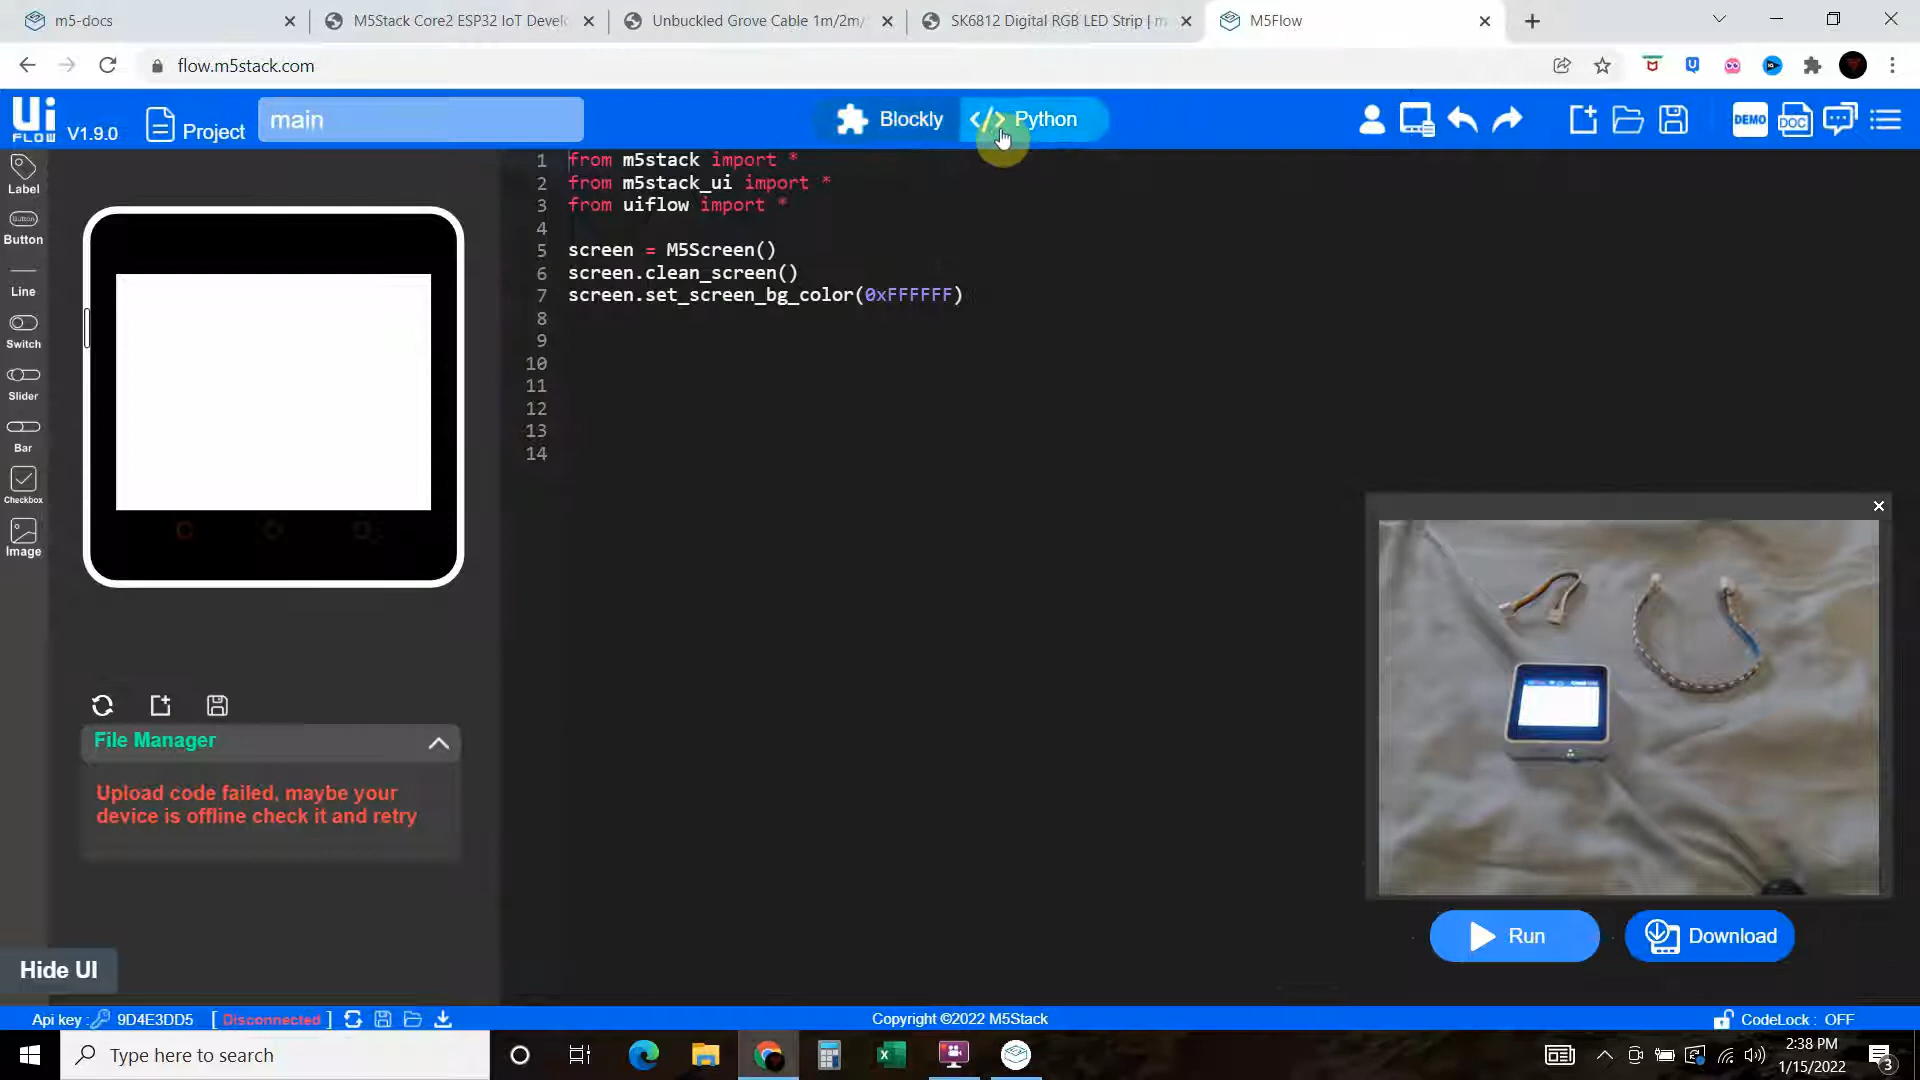 m5-docs
M5Stack Core2 ESP32 IoT Devel
Unbuckled Grove Cable 1m/2m/
SK6812 Digital RGB LED Strip | m
M5Flow
flow.m5stack.com
Ui
FLOW
V1.9.0
Project
main
Blockly
</> Python
DEMO
DOC
Label
Button
Button
Line
Switch
Slider
Bar
Checkbox
Image
1 from m5stack import *
2 from m5stack_ui import *
3 from uiflow import *
4
5 screen = M5Screen()
6 screen.clean_screen()
7 screen.set_screen_bg_color(0xFFFFFF)
8
9
10
11
12
13
14
File Manager
Upload code failed, maybe your
device is offline check it and retry
Run
Download
Hide UI
Api key : 9D4E3DD5 [ Disconnected ]
Copyright ©2022 M5Stack
CodeLock : OFF
Type here to search
2:38 PM
1/15/2022
3